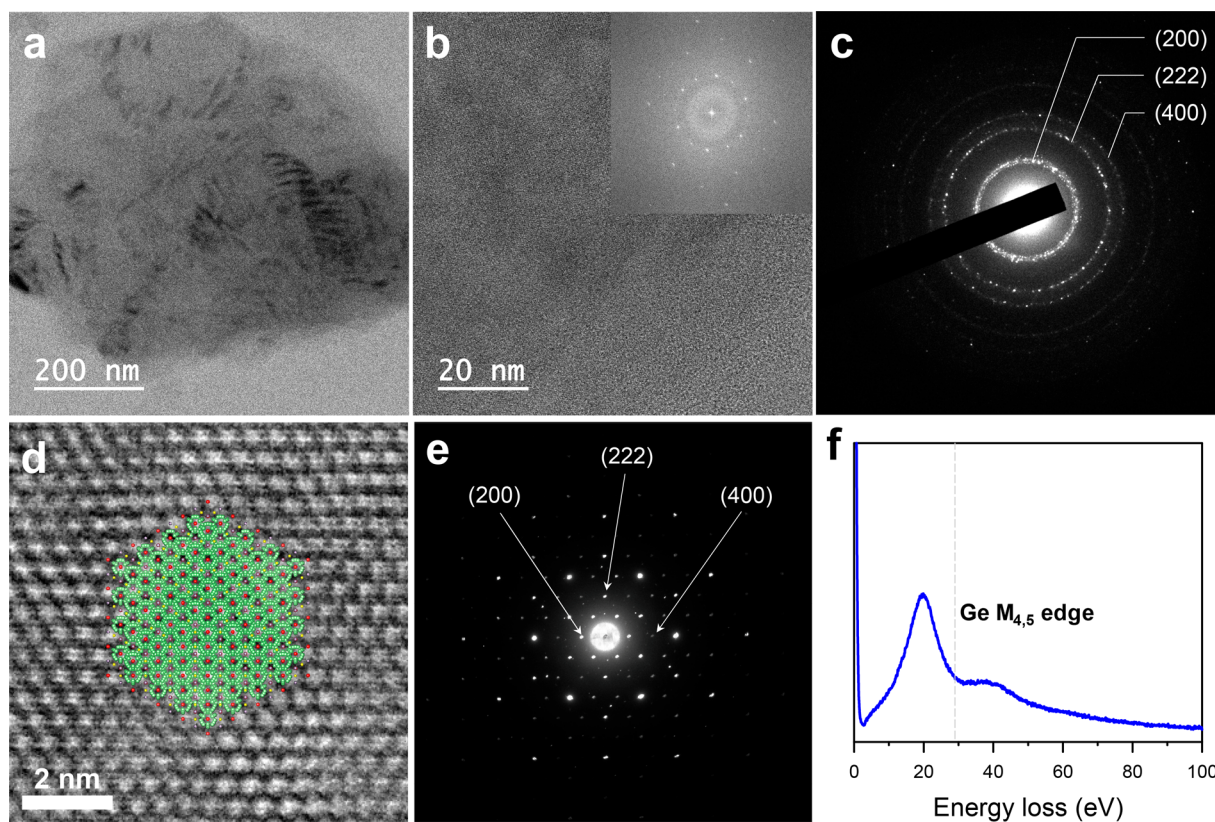 a
200 nm
b
20 nm
c
(200)
(222)
(400)
d
2 nm
e
(222)
(200)
(400)
f
Ge M4,5 edge
0
20
40
60
80
100
Energy loss (eV)